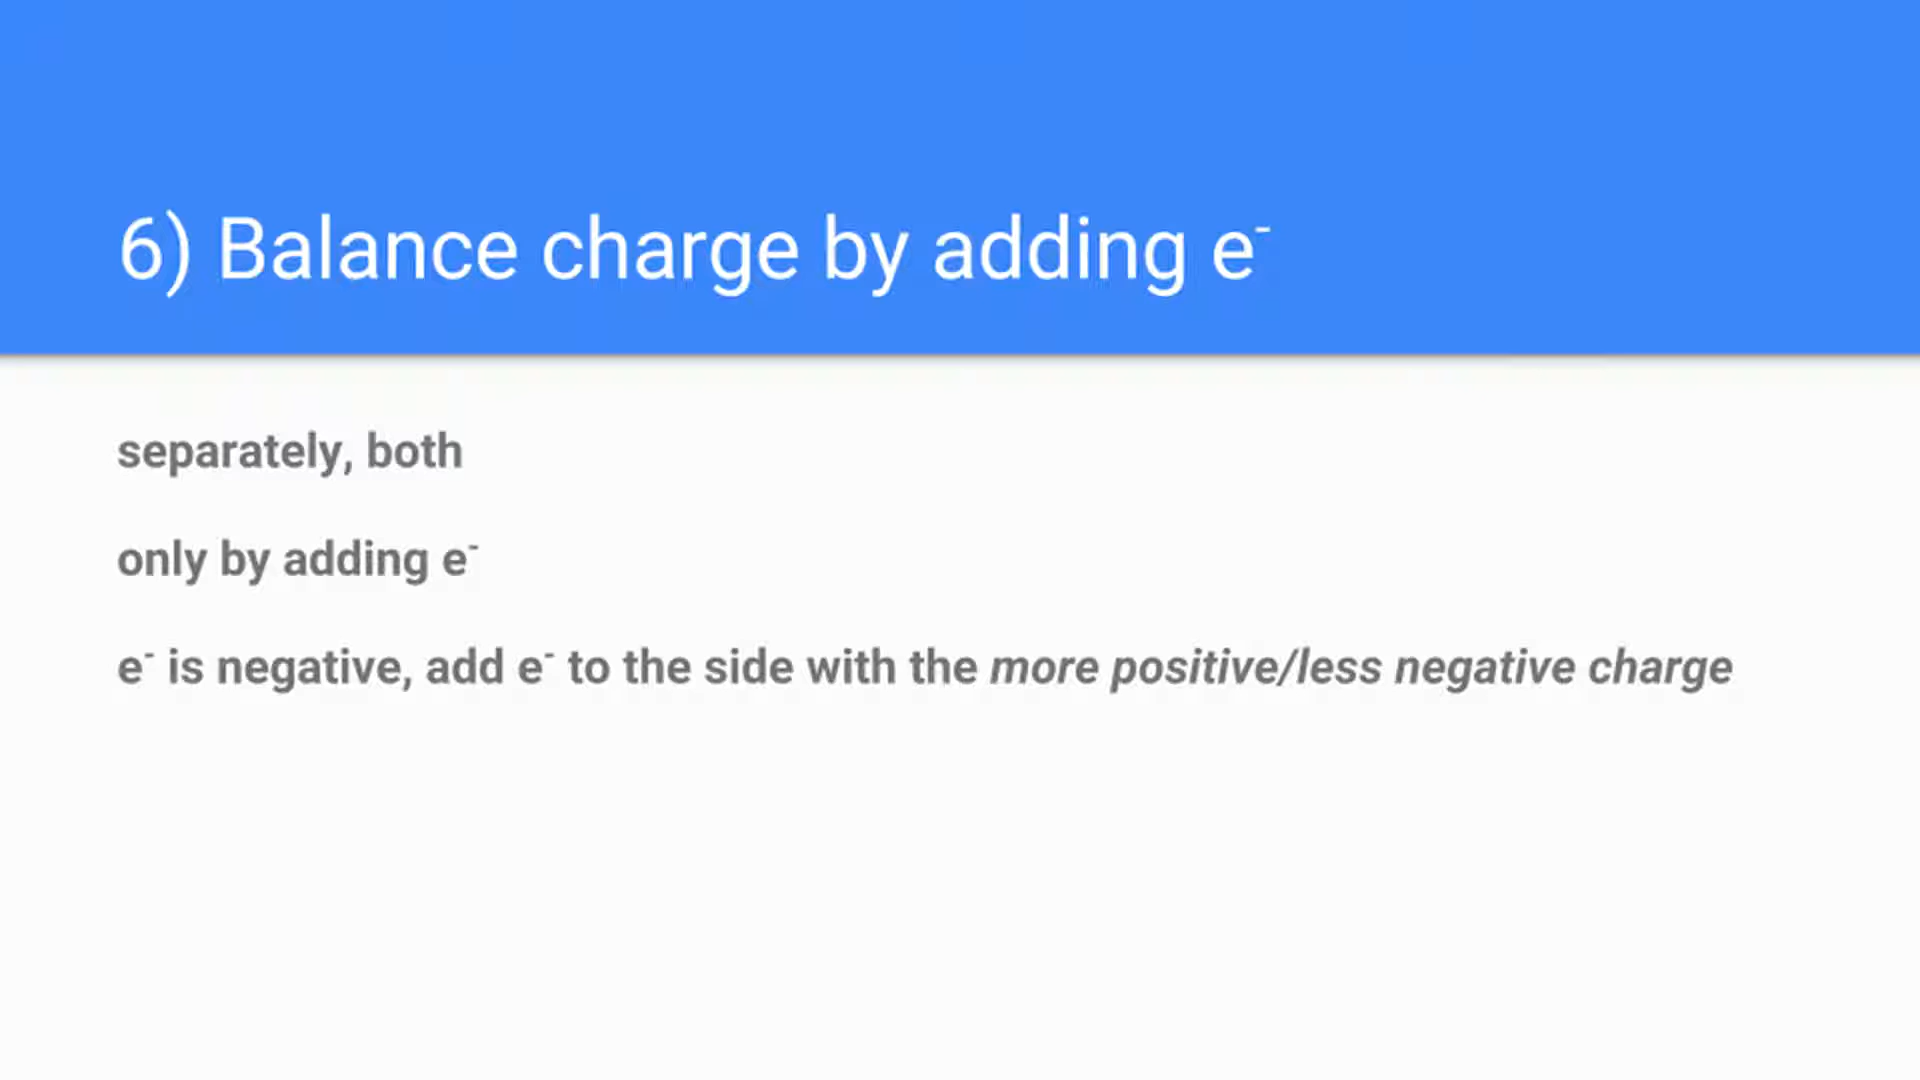 6) Balance charge by adding e⁻
separately, both
only by adding e⁻
e⁻ is negative, add e⁻ to the side with the more positive/less negative charge